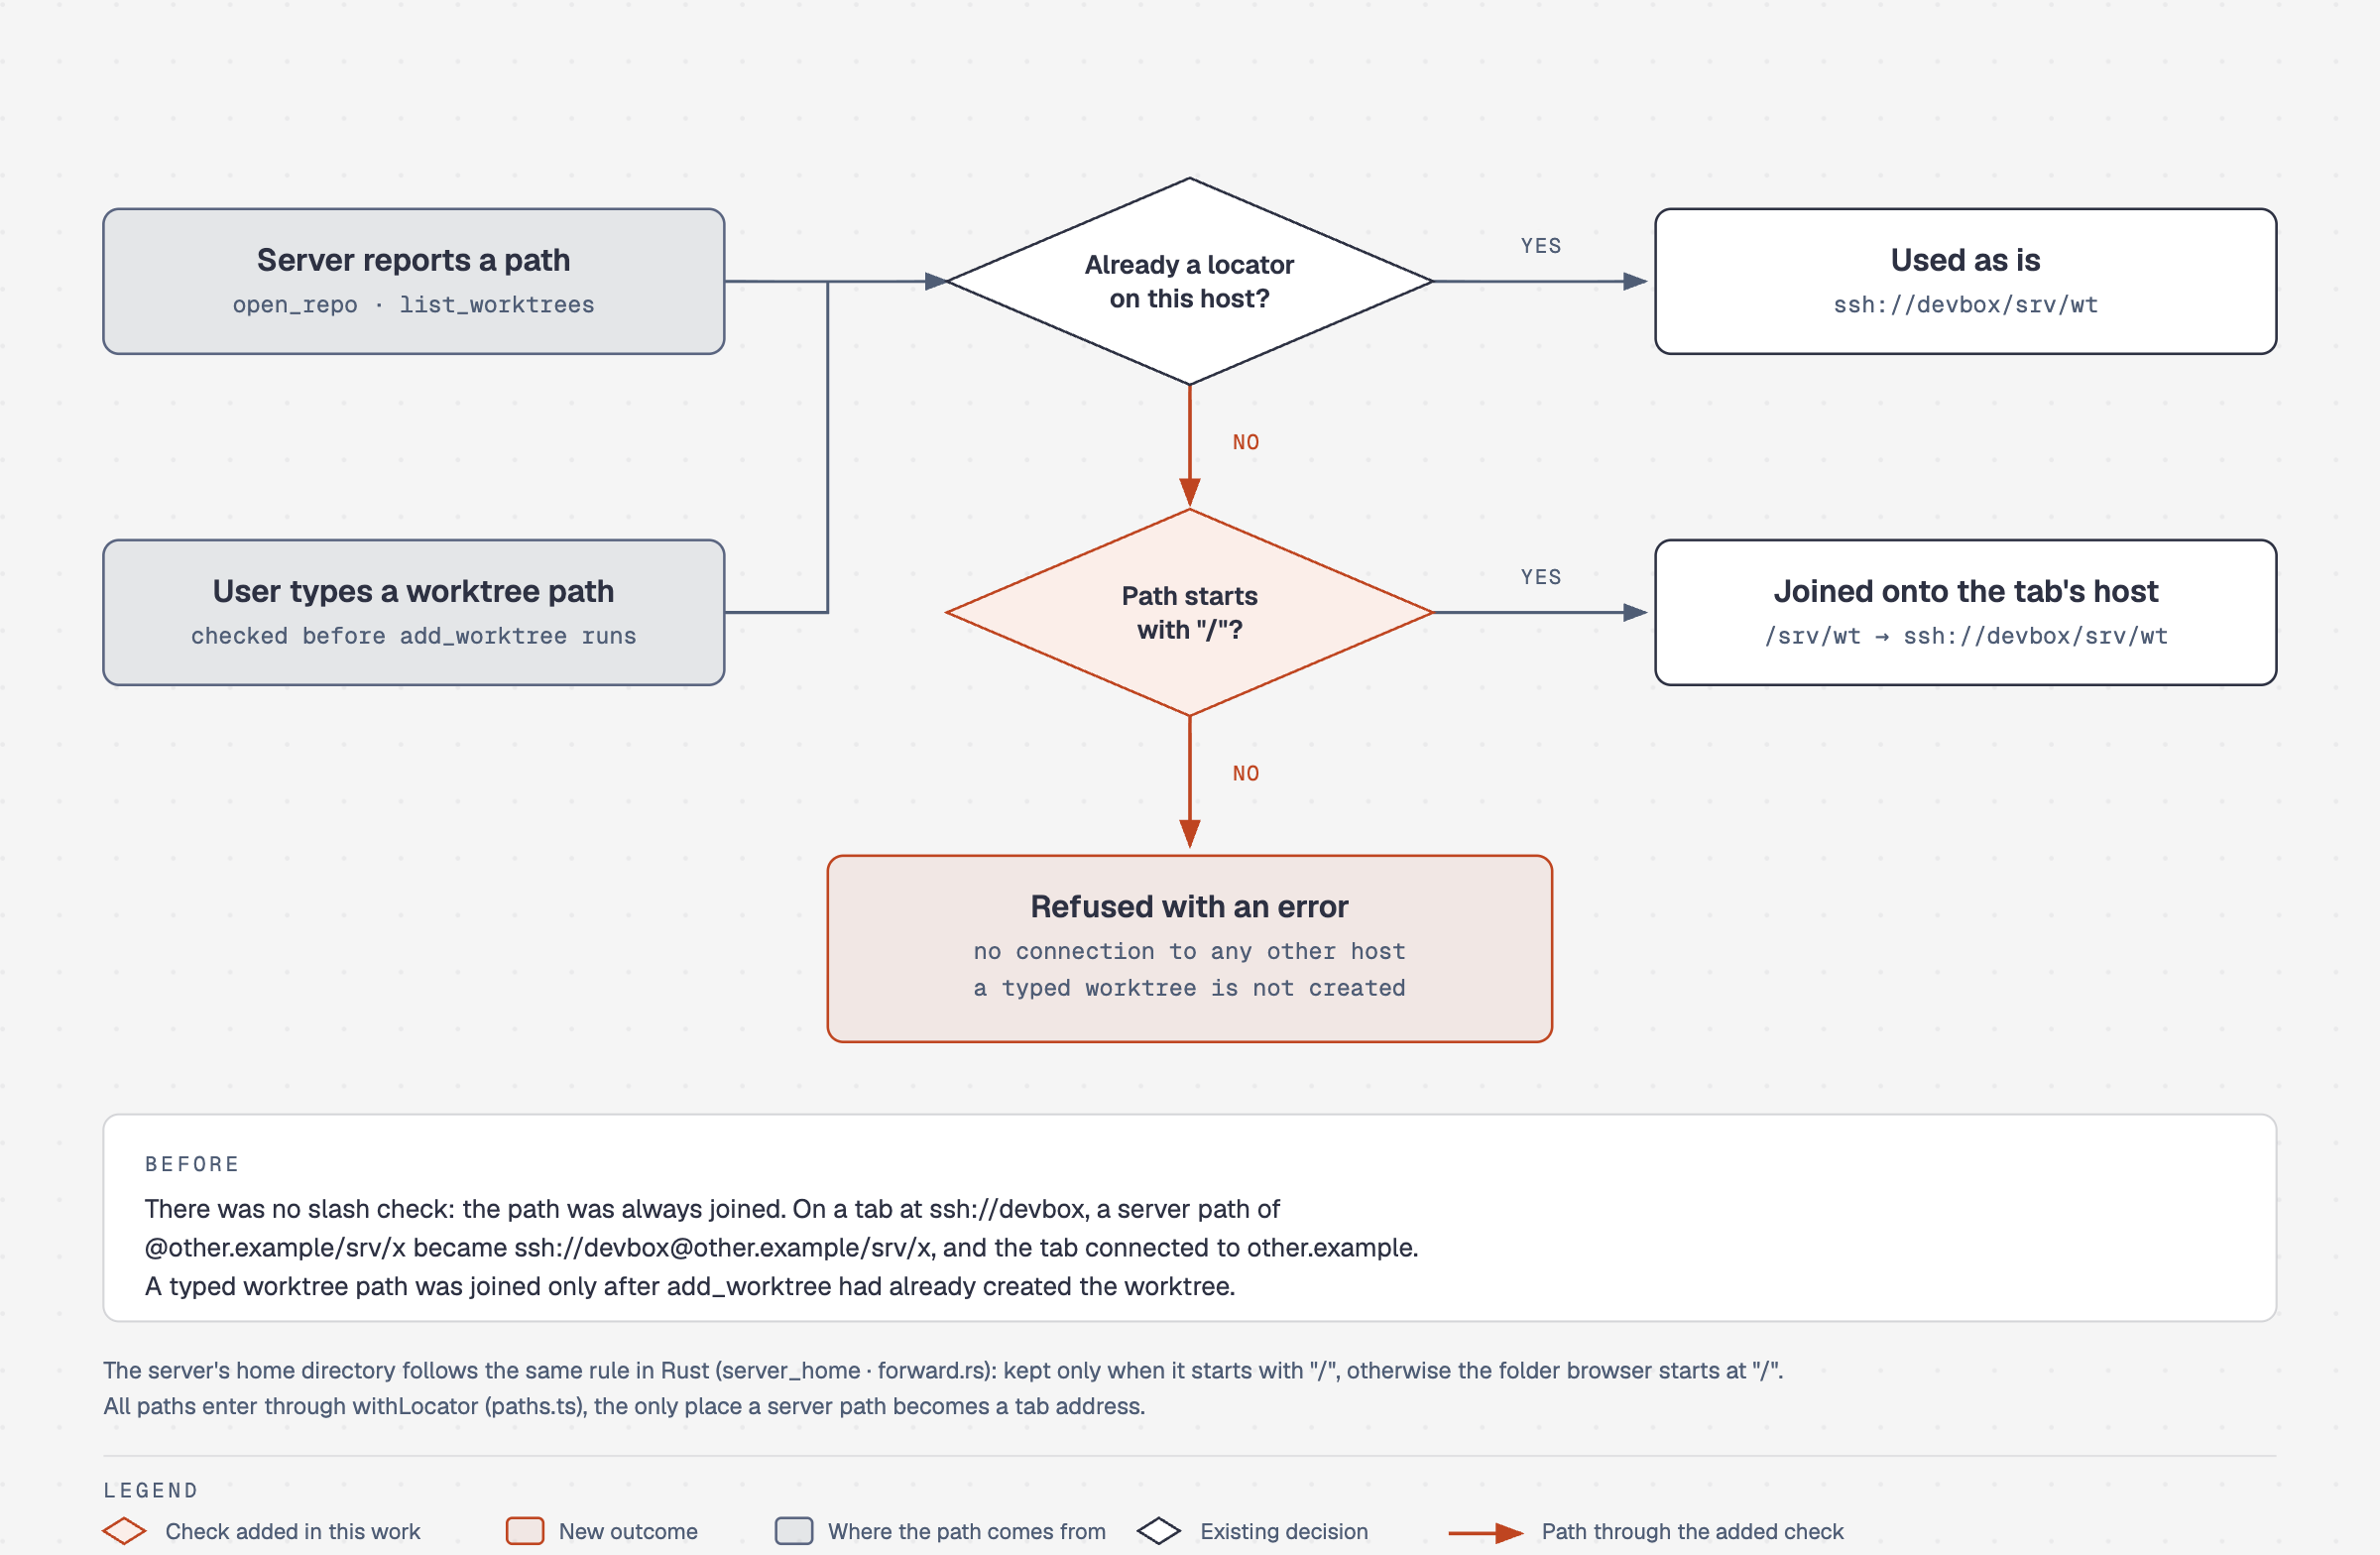 Server reports a path
open_repo · list_worktrees
Already a locator
on this host?
YES
Used as is
ssh://devbox/srv/wt
NO
User types a worktree path
checked before add_worktree runs
Path starts
with "/"?
YES
Joined onto the tab's host
/srv/wt → ssh://devbox/srv/wt
NO
Refused with an error
no connection to any other host
a typed worktree is not created
BEFORE
There was no slash check: the path was always joined. On a tab at ssh://devbox, a server path of
@other.example/srv/x became ssh://devbox@other.example/srv/x, and the tab connected to other.example.
A typed worktree path was joined only after add_worktree had already created the worktree.
The server's home directory follows the same rule in Rust (server_home · forward.rs): kept only when it starts with "/", otherwise the folder browser starts at "/".
All paths enter through withLocator (paths.ts), the only place a server path becomes a tab address.
LEGEND
Check added in this work
New outcome
Where the path comes from
Existing decision
Path through the added check